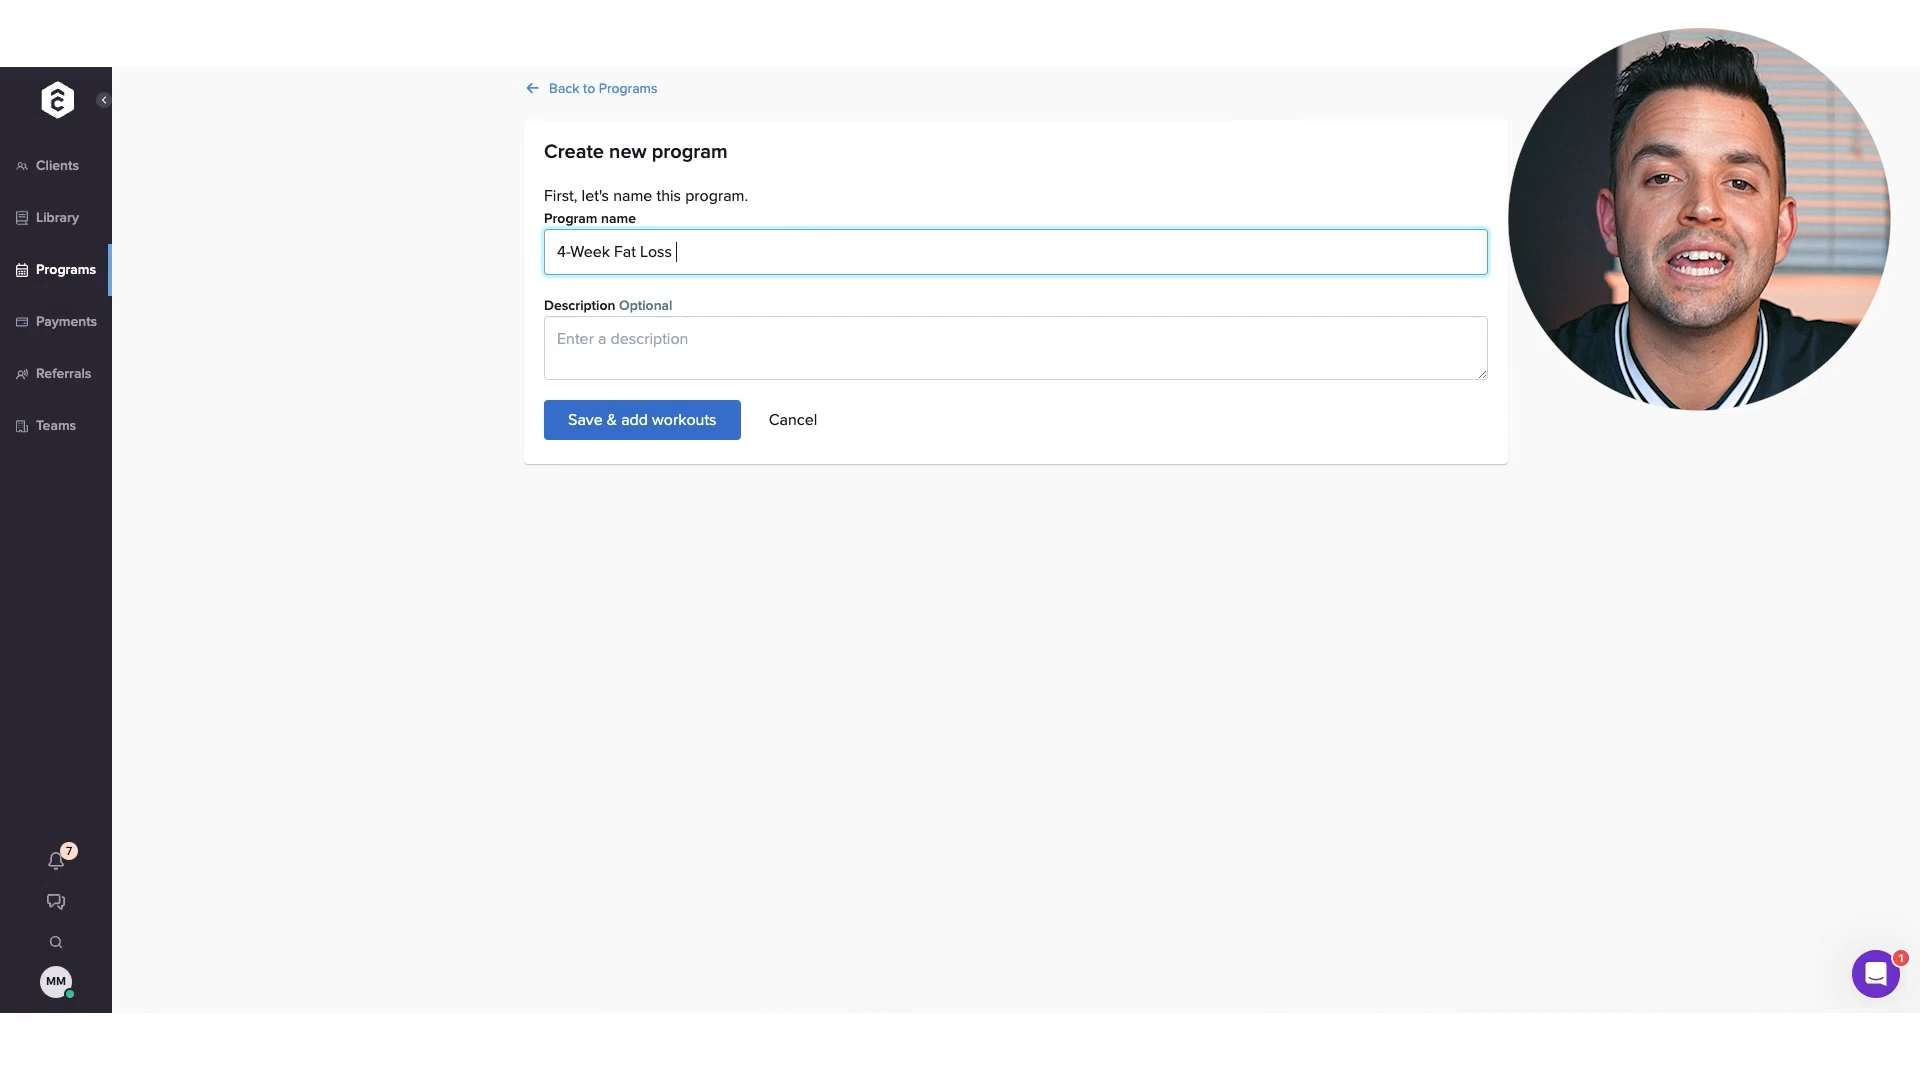 Back to Programs
Create new program
First, let's name this program.
Program name
4-Week Fat Loss
Description Optional
Enter a description
Save & add workouts
Cancel
Clients
Library
Programs
Payments
Referrals
Teams
7
MM
1